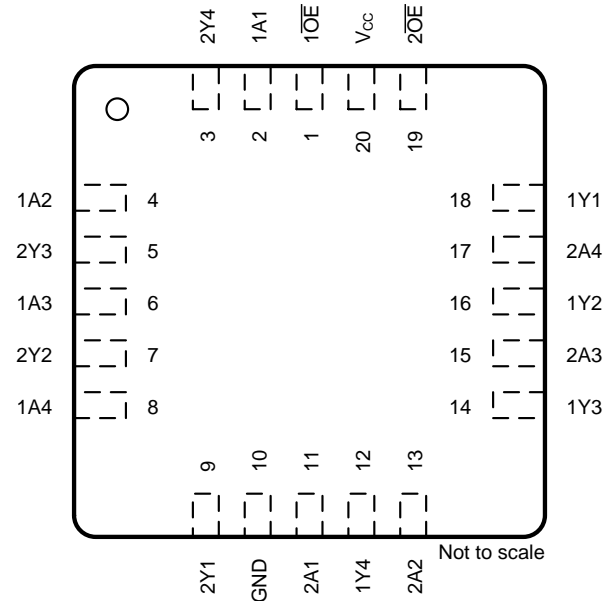 2Y4 1A1 1O̅E̅ Vcc 2O̅E̅
3 2 1 20 19
1A2 4 18 1Y1
2Y3 5 17 2A4
1A3 6 16 1Y2
2Y2 7 15 2A3
1A4 8 14 1Y3
9 10 11 12 13
2Y1 GND 2A1 1Y4 2A2
Not to scale